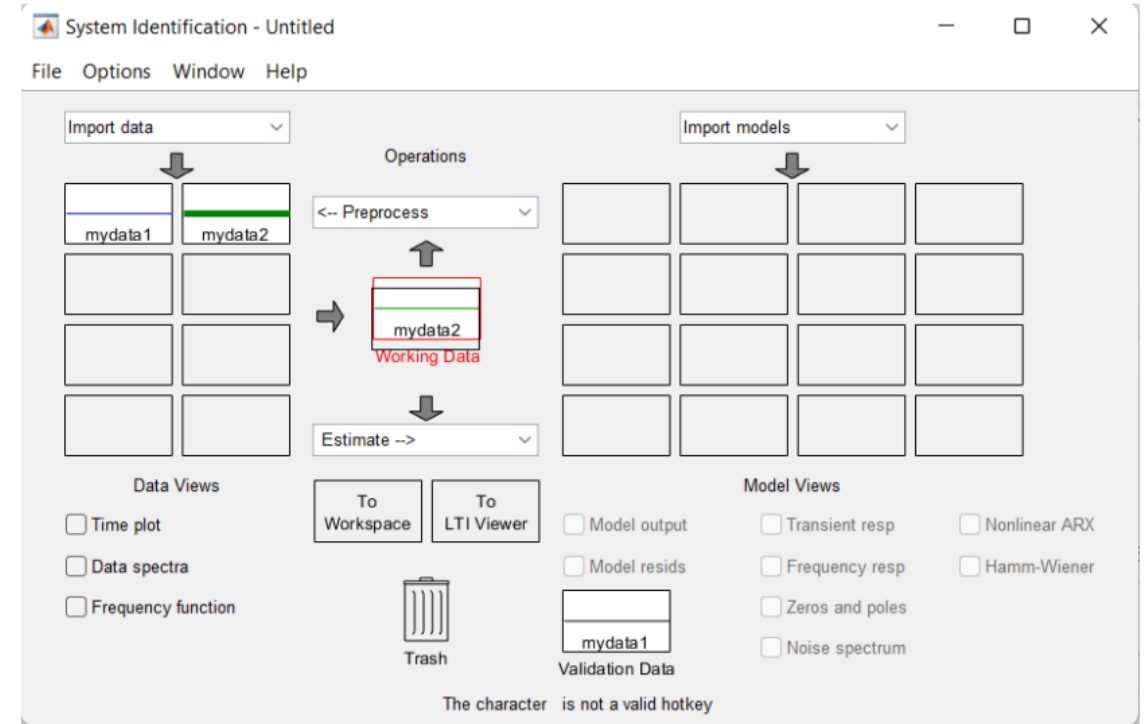 System Identification - Untitled
File Options Window Help
Import data
Import models
Operations
<-- Preprocess
mydata1
mydata2
mydata2
Working Data
Estimate -->
Data Views
Time plot
Data spectra
Frequency function
To
Workspace
To
LTI Viewer
Trash
Model Views
Model output
Transient resp
Nonlinear ARX
Model resids
Frequency resp
Hamm-Wiener
Zeros and poles
Noise spectrum
mydata1
Validation Data
The character   is not a valid hotkey